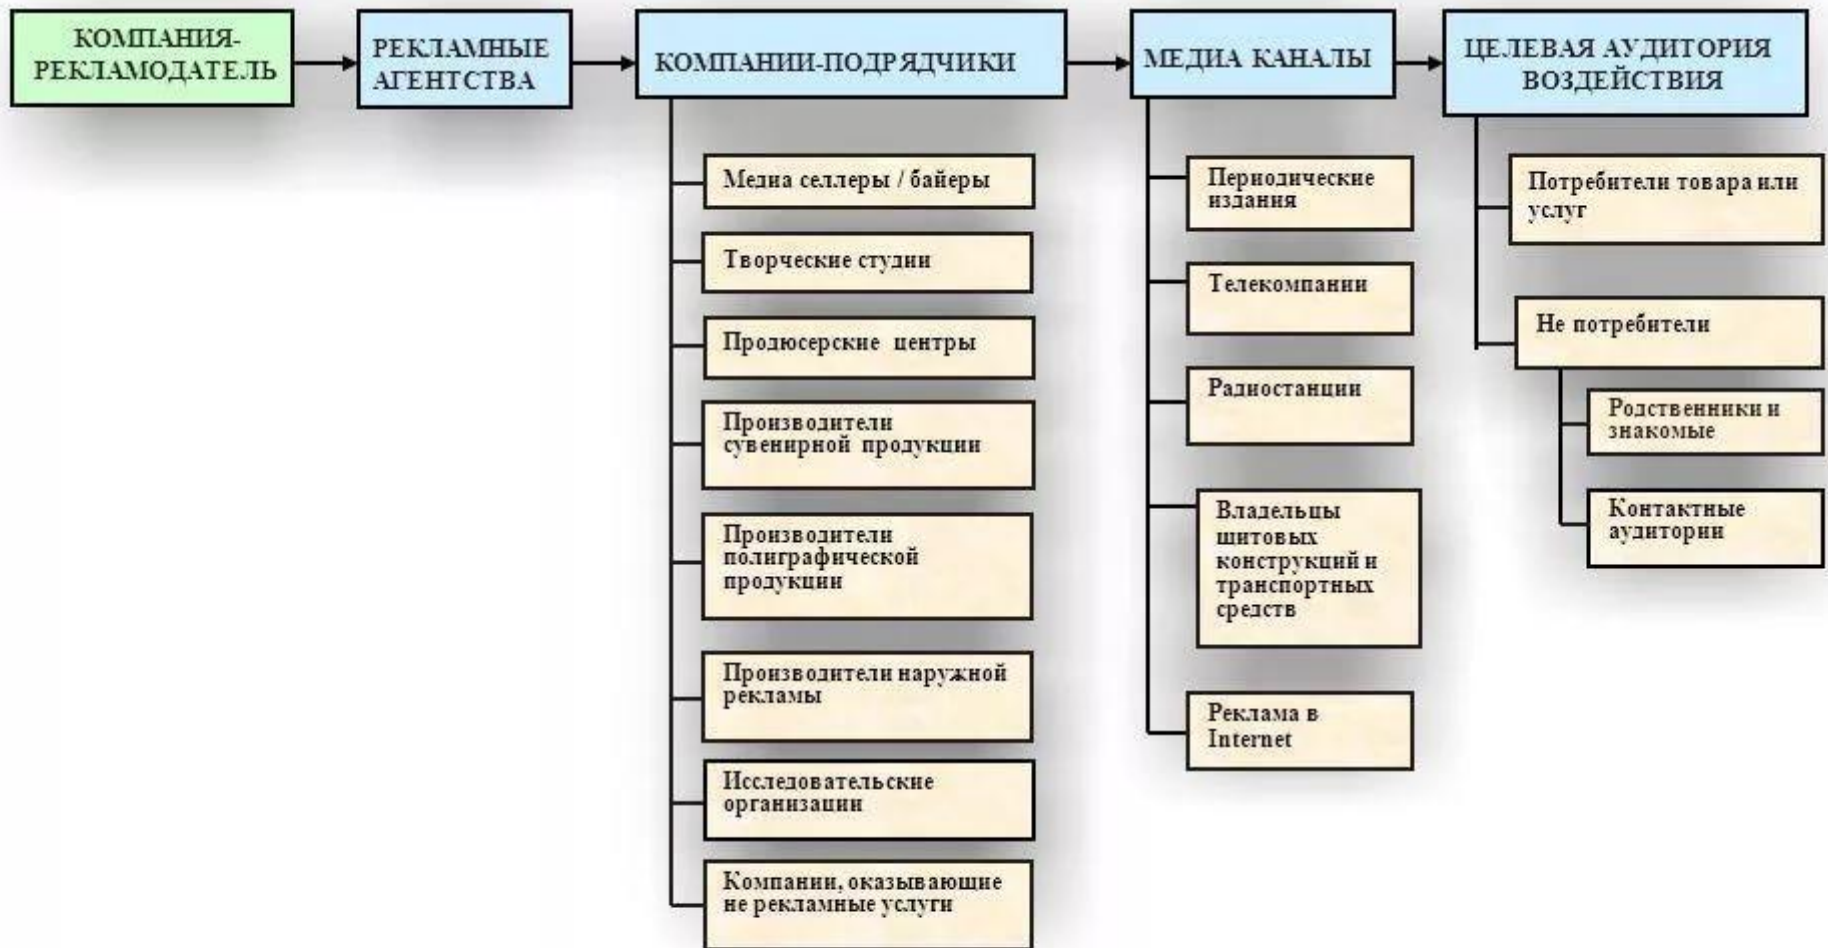 КОМПАНИЯ-
РЕКЛАМОДАТЕЛЬ
РЕКЛАМНЫЕ
АГЕНТСТВА
КОМПАНИИ-ПОДРЯДЧИКИ
МЕДИА КАНАЛЫ
ЦЕЛЕВАЯ АУДИТОРИЯ
ВОЗДЕЙСТВИЯ
Медиа селлеры / байеры
Творческие студии
Продюсерские центры
Производители
сувенирной продукции
Производители
полиграфической
продукции
Производители наружной
рекламы
Исследовательские
организации
Компании, оказывающие
не рекламные услуги
Периодические
издания
Телекомпании
Радиостанции
Владельцы
щитовых
конструкций и
транспортных
средств
Реклама в
Internet
Потребители товара или
услуг
Не потребители
Родственники и
знакомые
Контактные
аудитории